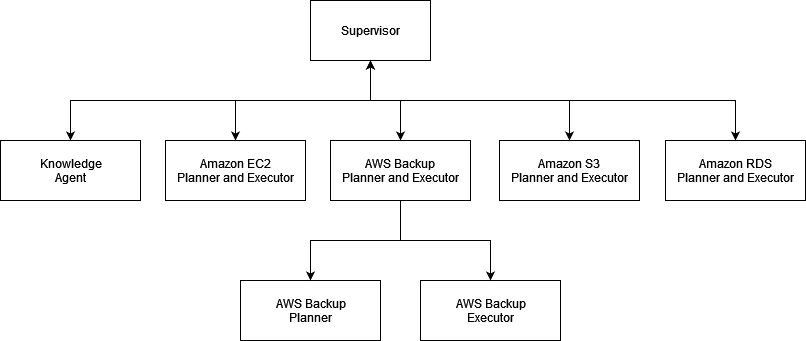 Supervisor
Knowledge
Agent
Amazon EC2
Planner and Executor
AWS Backup
Planner and Executor
Amazon S3
Planner and Executor
Amazon RDS
Planner and Executor
AWS Backup
Planner
AWS Backup
Executor